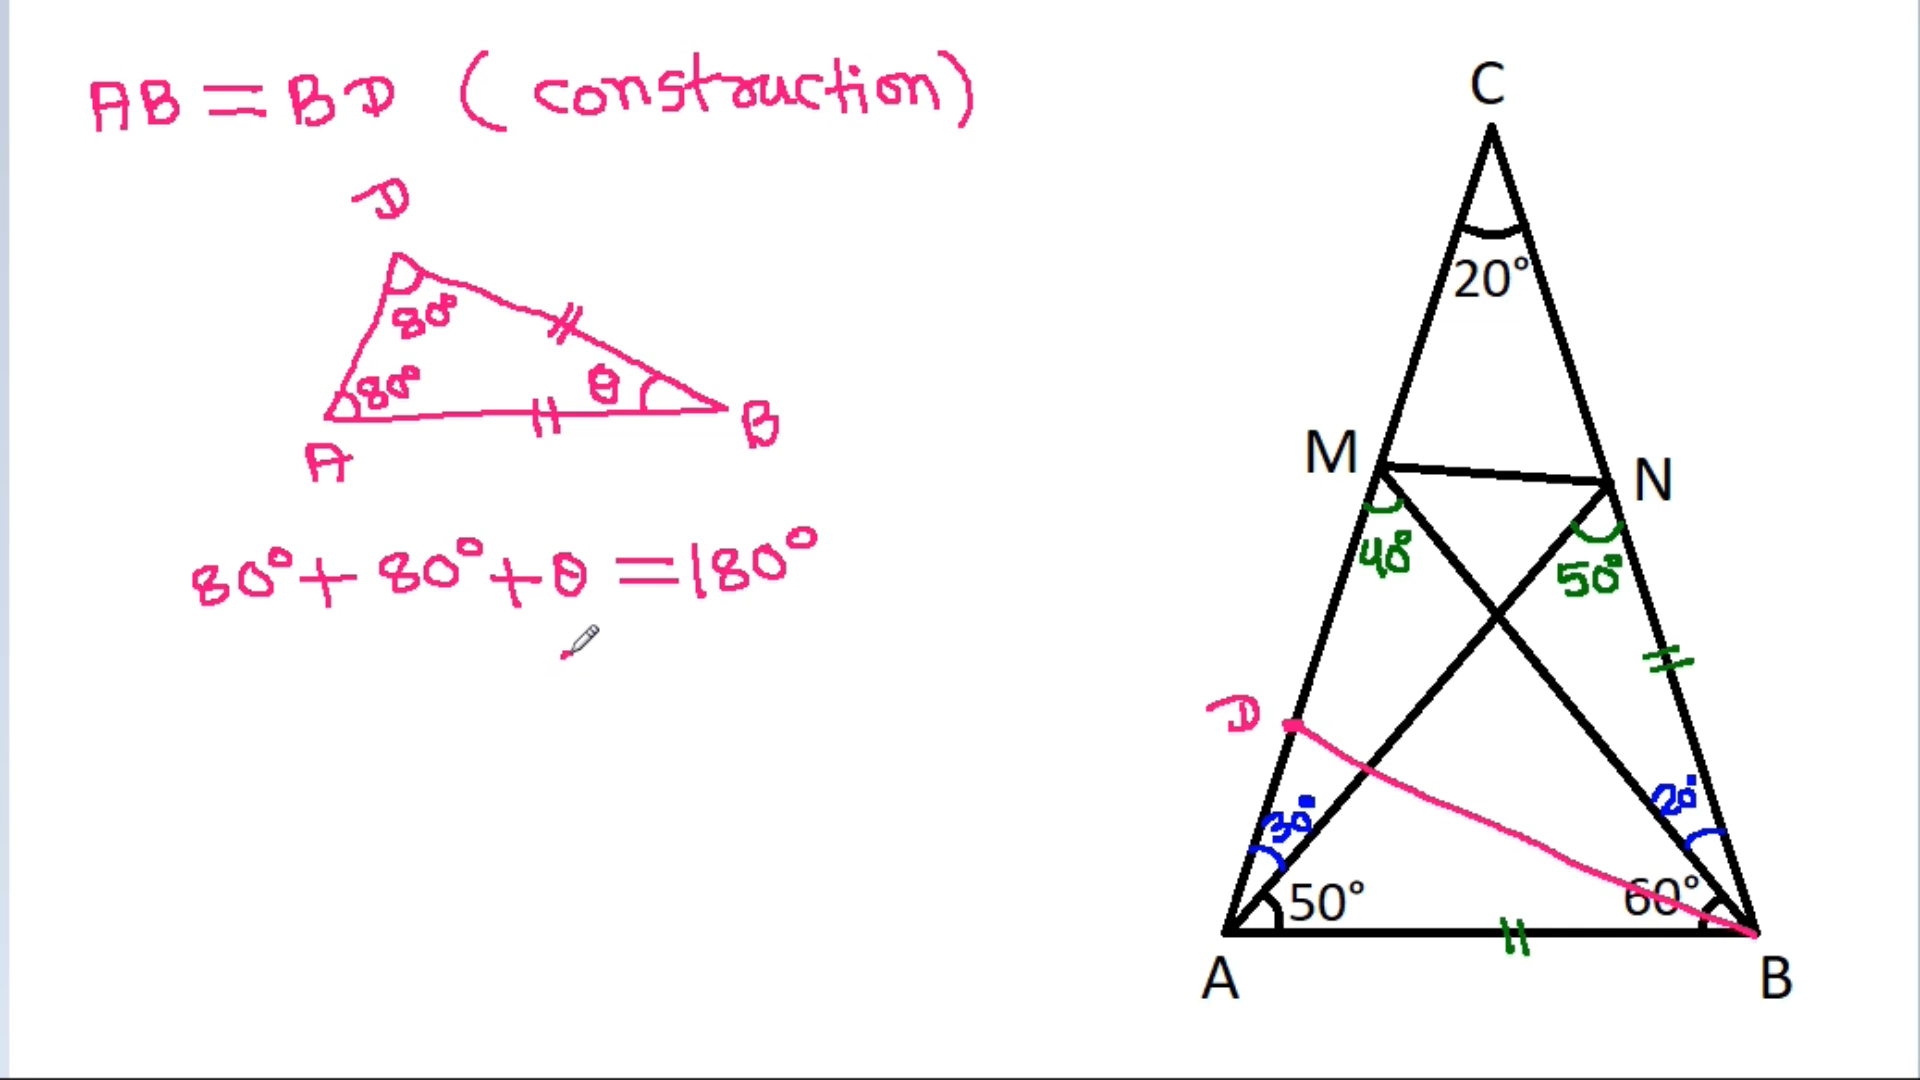 AB = BD (construction)
D
80°
80°
θ
A
B
80° + 80° + θ = 180°
C
20°
M
N
40°
50°
D
30°
20°
50°
60°
A
B